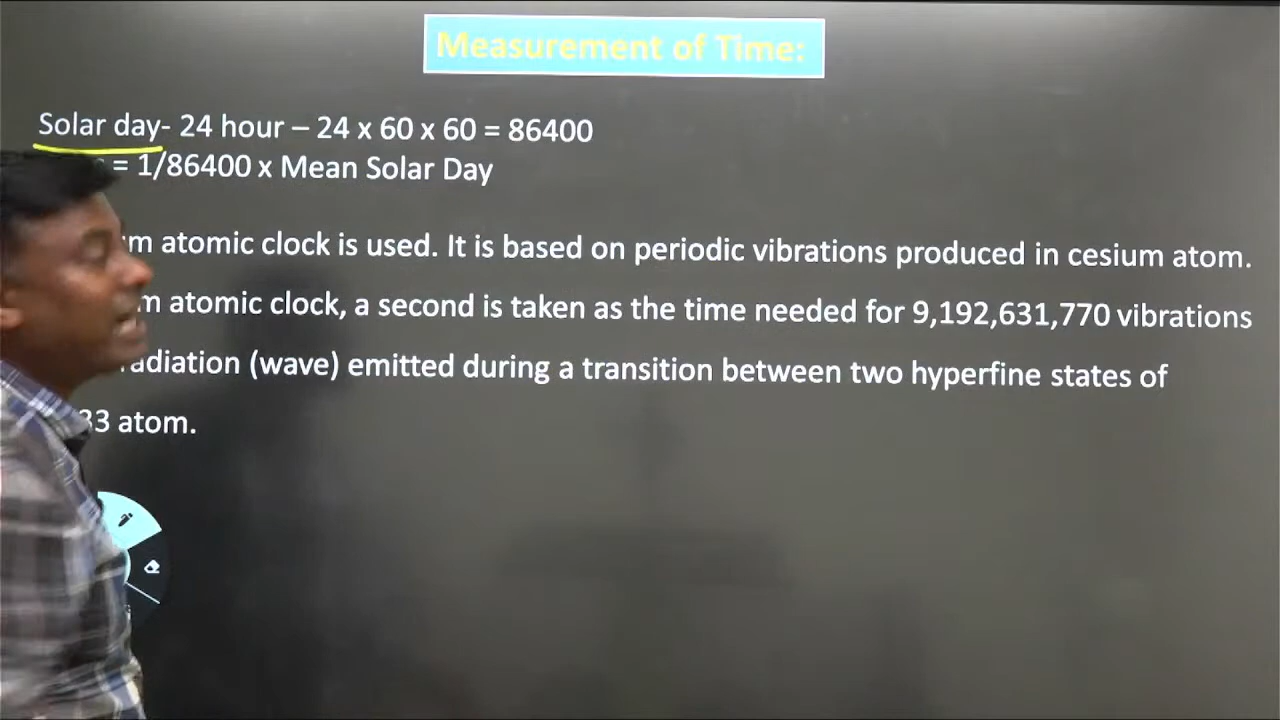 Measurement of Time:
Solar day- 24 hour – 24 x 60 x 60 = 86400
= 1/86400 x Mean Solar Day
atomic clock is used. It is based on periodic vibrations produced in cesium atom.
atomic clock, a second is taken as the time needed for 9,192,631,770 vibrations
radiation (wave) emitted during a transition between two hyperfine states of
atom.